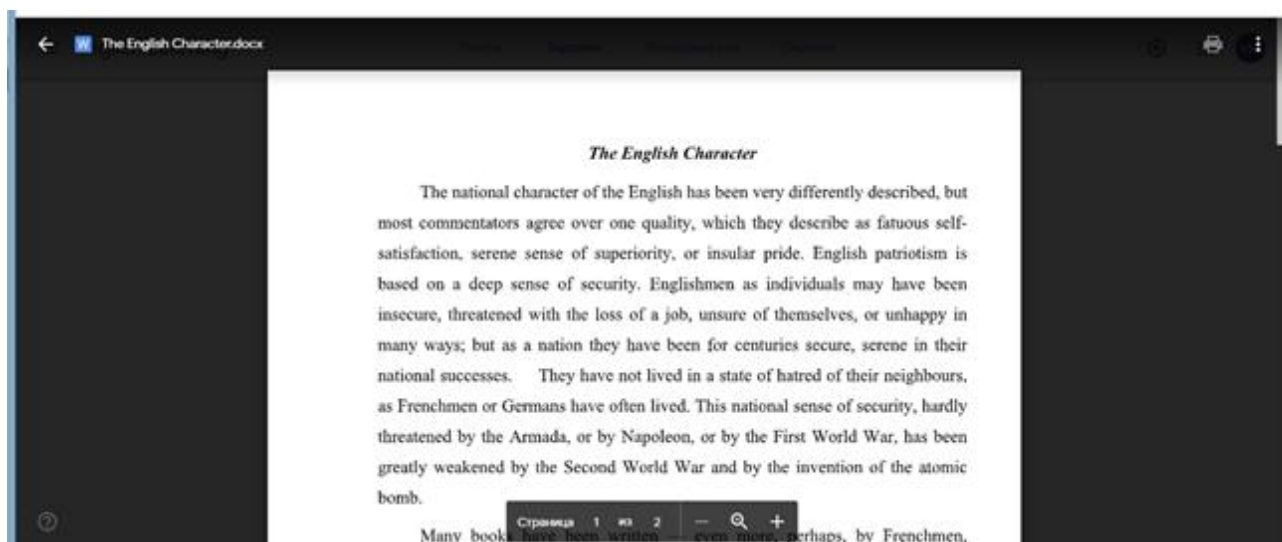 The English Character.docx
The English Character
The national character of the English has been very differently described, but
most commentators agree over one quality, which they describe as fatuous self-
satisfaction, serene sense of superiority, or insular pride. English patriotism is
based on a deep sense of security. Englishmen as individuals may have been
insecure, threatened with the loss of a job, unsure of themselves, or unhappy in
many ways; but as a nation they have been for centuries secure, serene in their
national successes. They have not lived in a state of hatred of their neighbours,
as Frenchmen or Germans have often lived. This national sense of security, hardly
threatened by the Armada, or by Napoleon, or by the First World War, has been
greatly weakened by the Second World War and by the invention of the atomic
bomb.
Страница 1 из 2
Many books have been written — even more, perhaps, by Frenchmen,